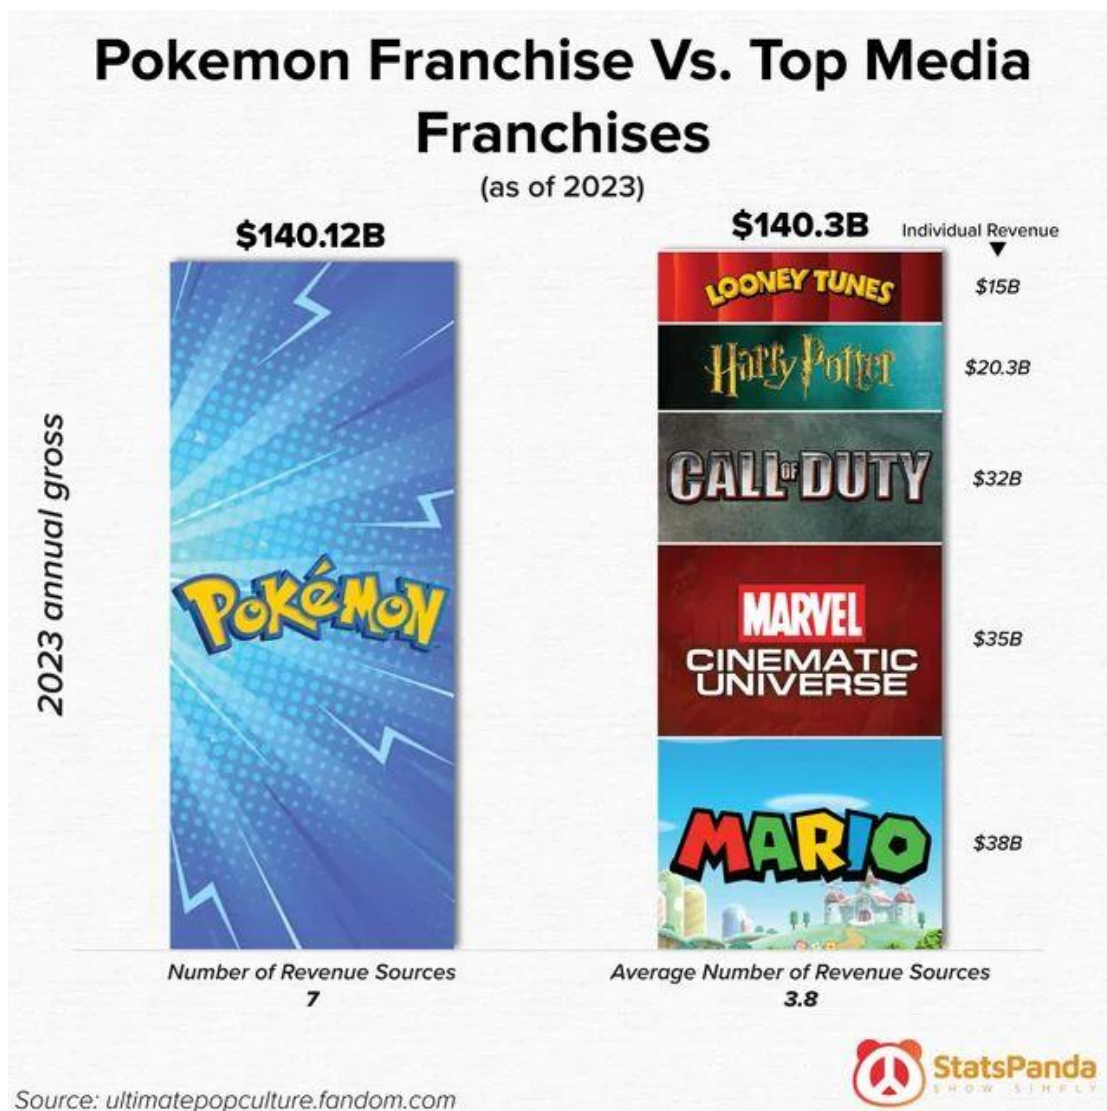 Pokemon Franchise Vs. Top Media
Franchises
(as of 2023)
$140.12B
$140.3B
Individual Revenue
LOONEY TUNES
$15B
Harry Potter
$20.3B
CALL OF DUTY
$32B
MARVEL
CINEMATIC
UNIVERSE
$35B
POKéMON
MARIO
$38B
2023 annual gross
Number of Revenue Sources
7
Average Number of Revenue Sources
3.8
StatsPanda
SHOW SIMPLY
Source: ultimatepopculture.fandom.com